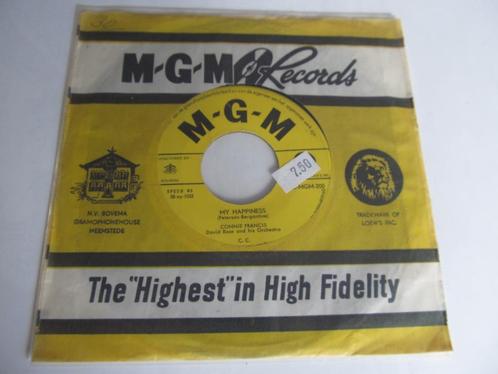 30
M-G-M Records
M-G-M
7.50
SPEED 45
MGM-200
MY HAPPINESS
(Peterson-Bergantine)
CONNIE FRANCIS
David Rose and his Orchestra
C. C.
N.V. BOVEMA
GRAMOPHONEHOUSE
HEEMSTEDE
TRADEMARK OF
LOEW'S INC.
The "Highest" in High Fidelity